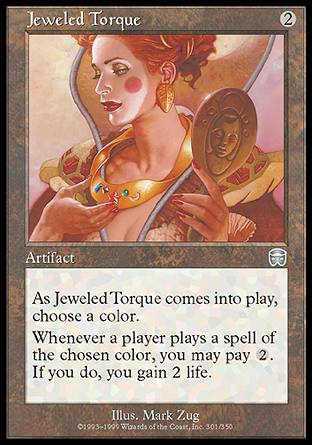 Jeweled Torque 2
Artifact
As Jeweled Torque comes into play,
choose a color.
Whenever a player plays a spell of
the chosen color, you may pay 2.
If you do, you gain 2 life.
Illus. Mark Zug
©1993-1999 Wizards of the Coast, Inc. 301/350